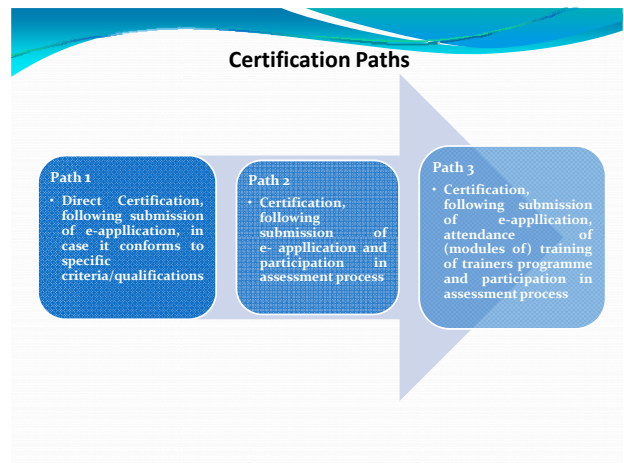 Certification Paths
Path 1
• Direct Certification,
following submission
of e-appllication, in
case it conforms to
specific
criteria/qualifications
Path 2
• Certification,
following
submission of
e- appllication and
participation in
assessment process
Path 3
• Certification,
following submission
of e-appllication,
attendance of
(modules of) training
of trainers programme
and participation in
assessment process